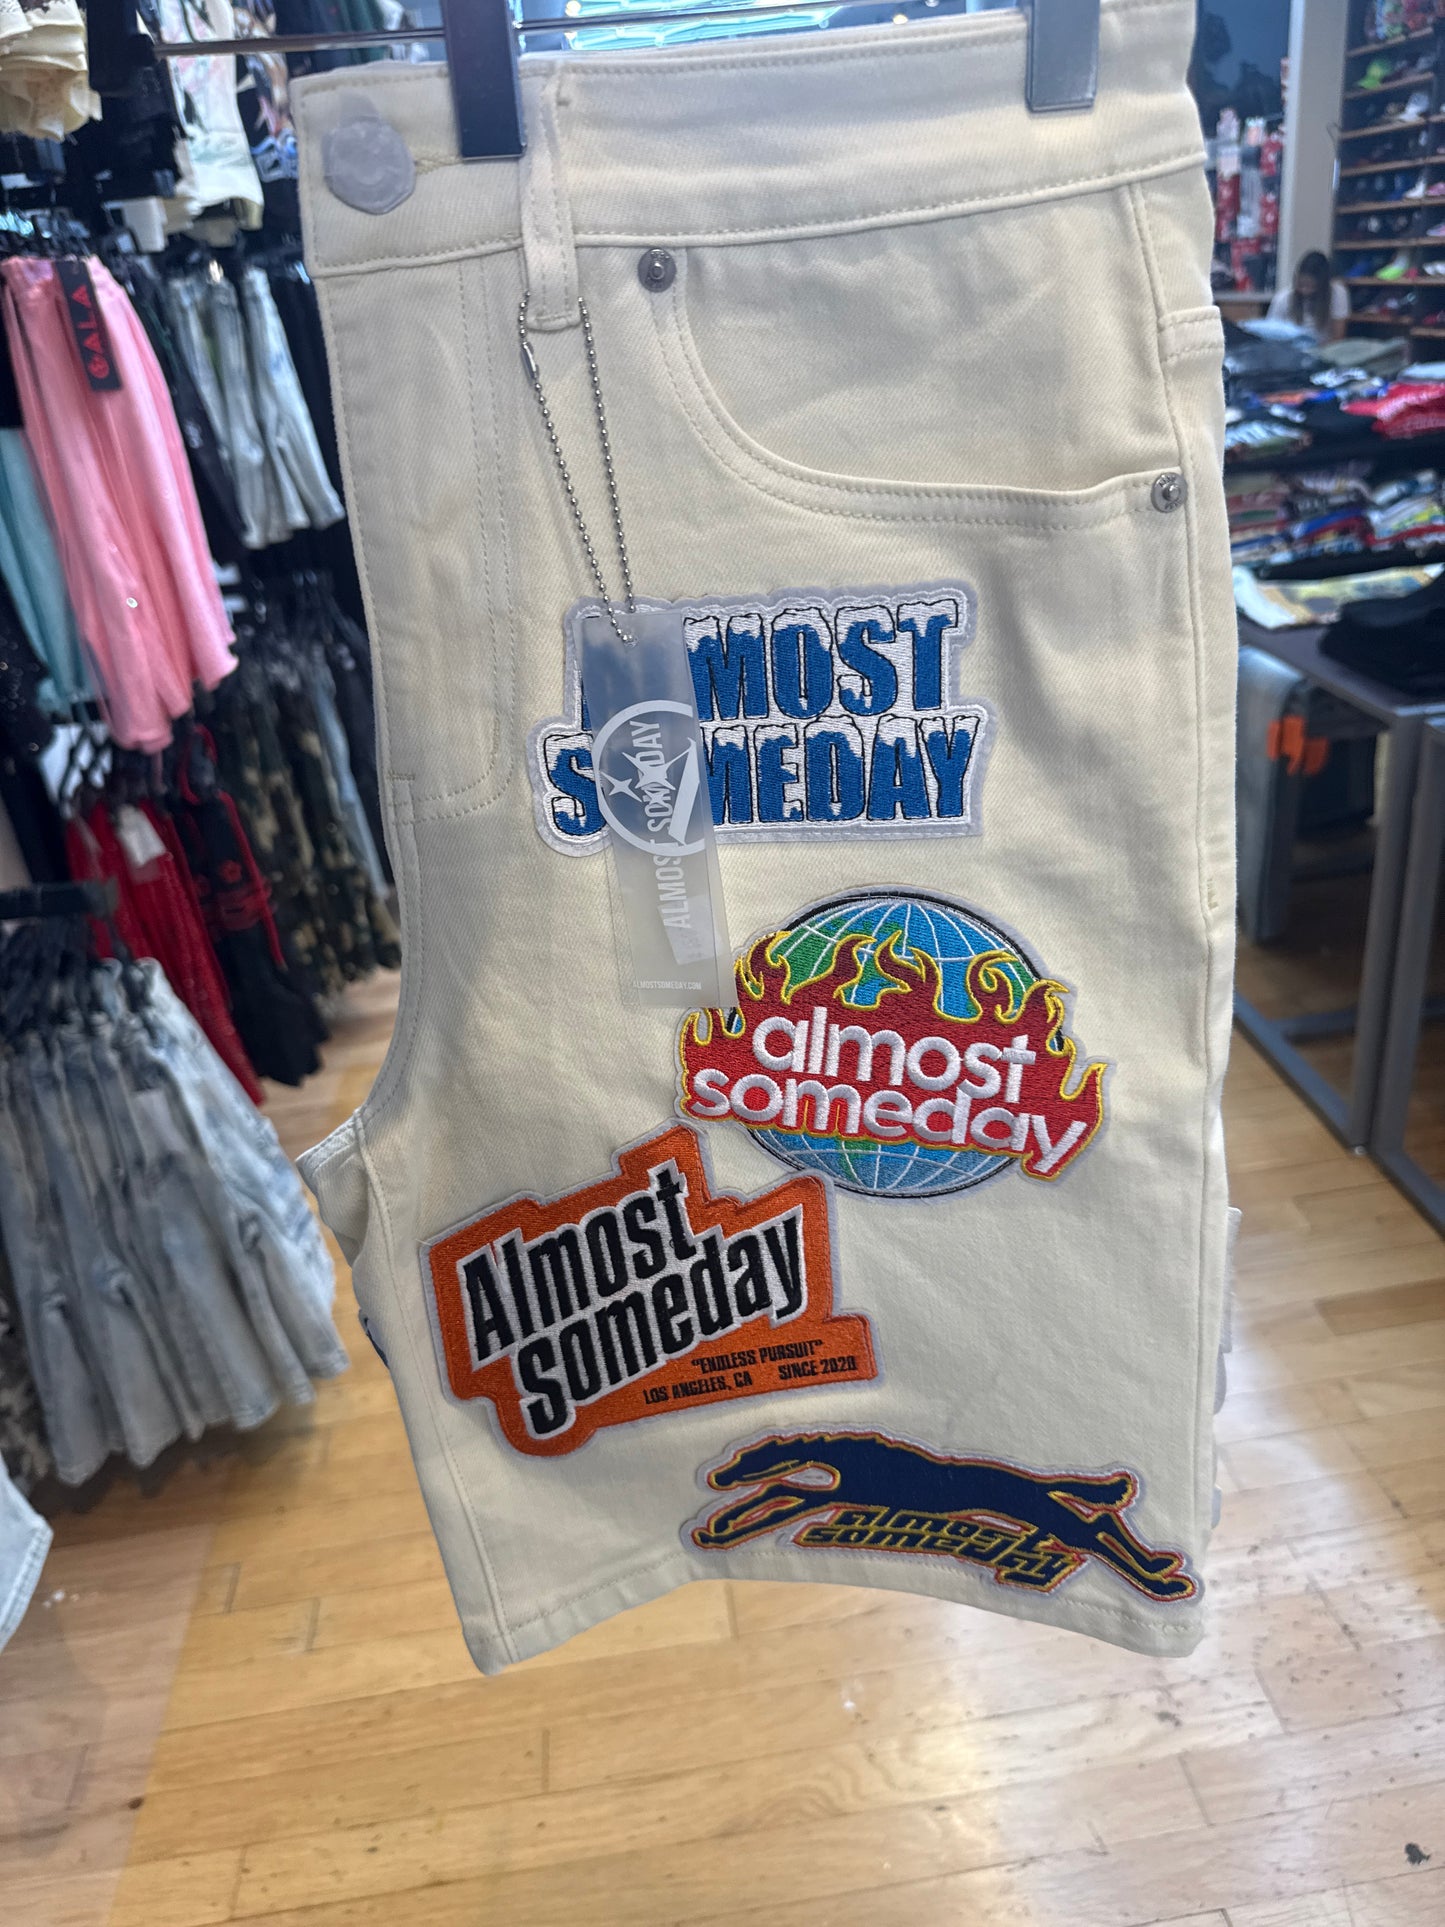 GALA
ALMOST
SOMEDAY
ALMOST SOMEDAY
ALMOSTSOMEDAY.COM
almost
someday
Almost
someday
"ENDLESS PURSUIT"
LOS ANGELES, CA SINCE 2020
almost
someday